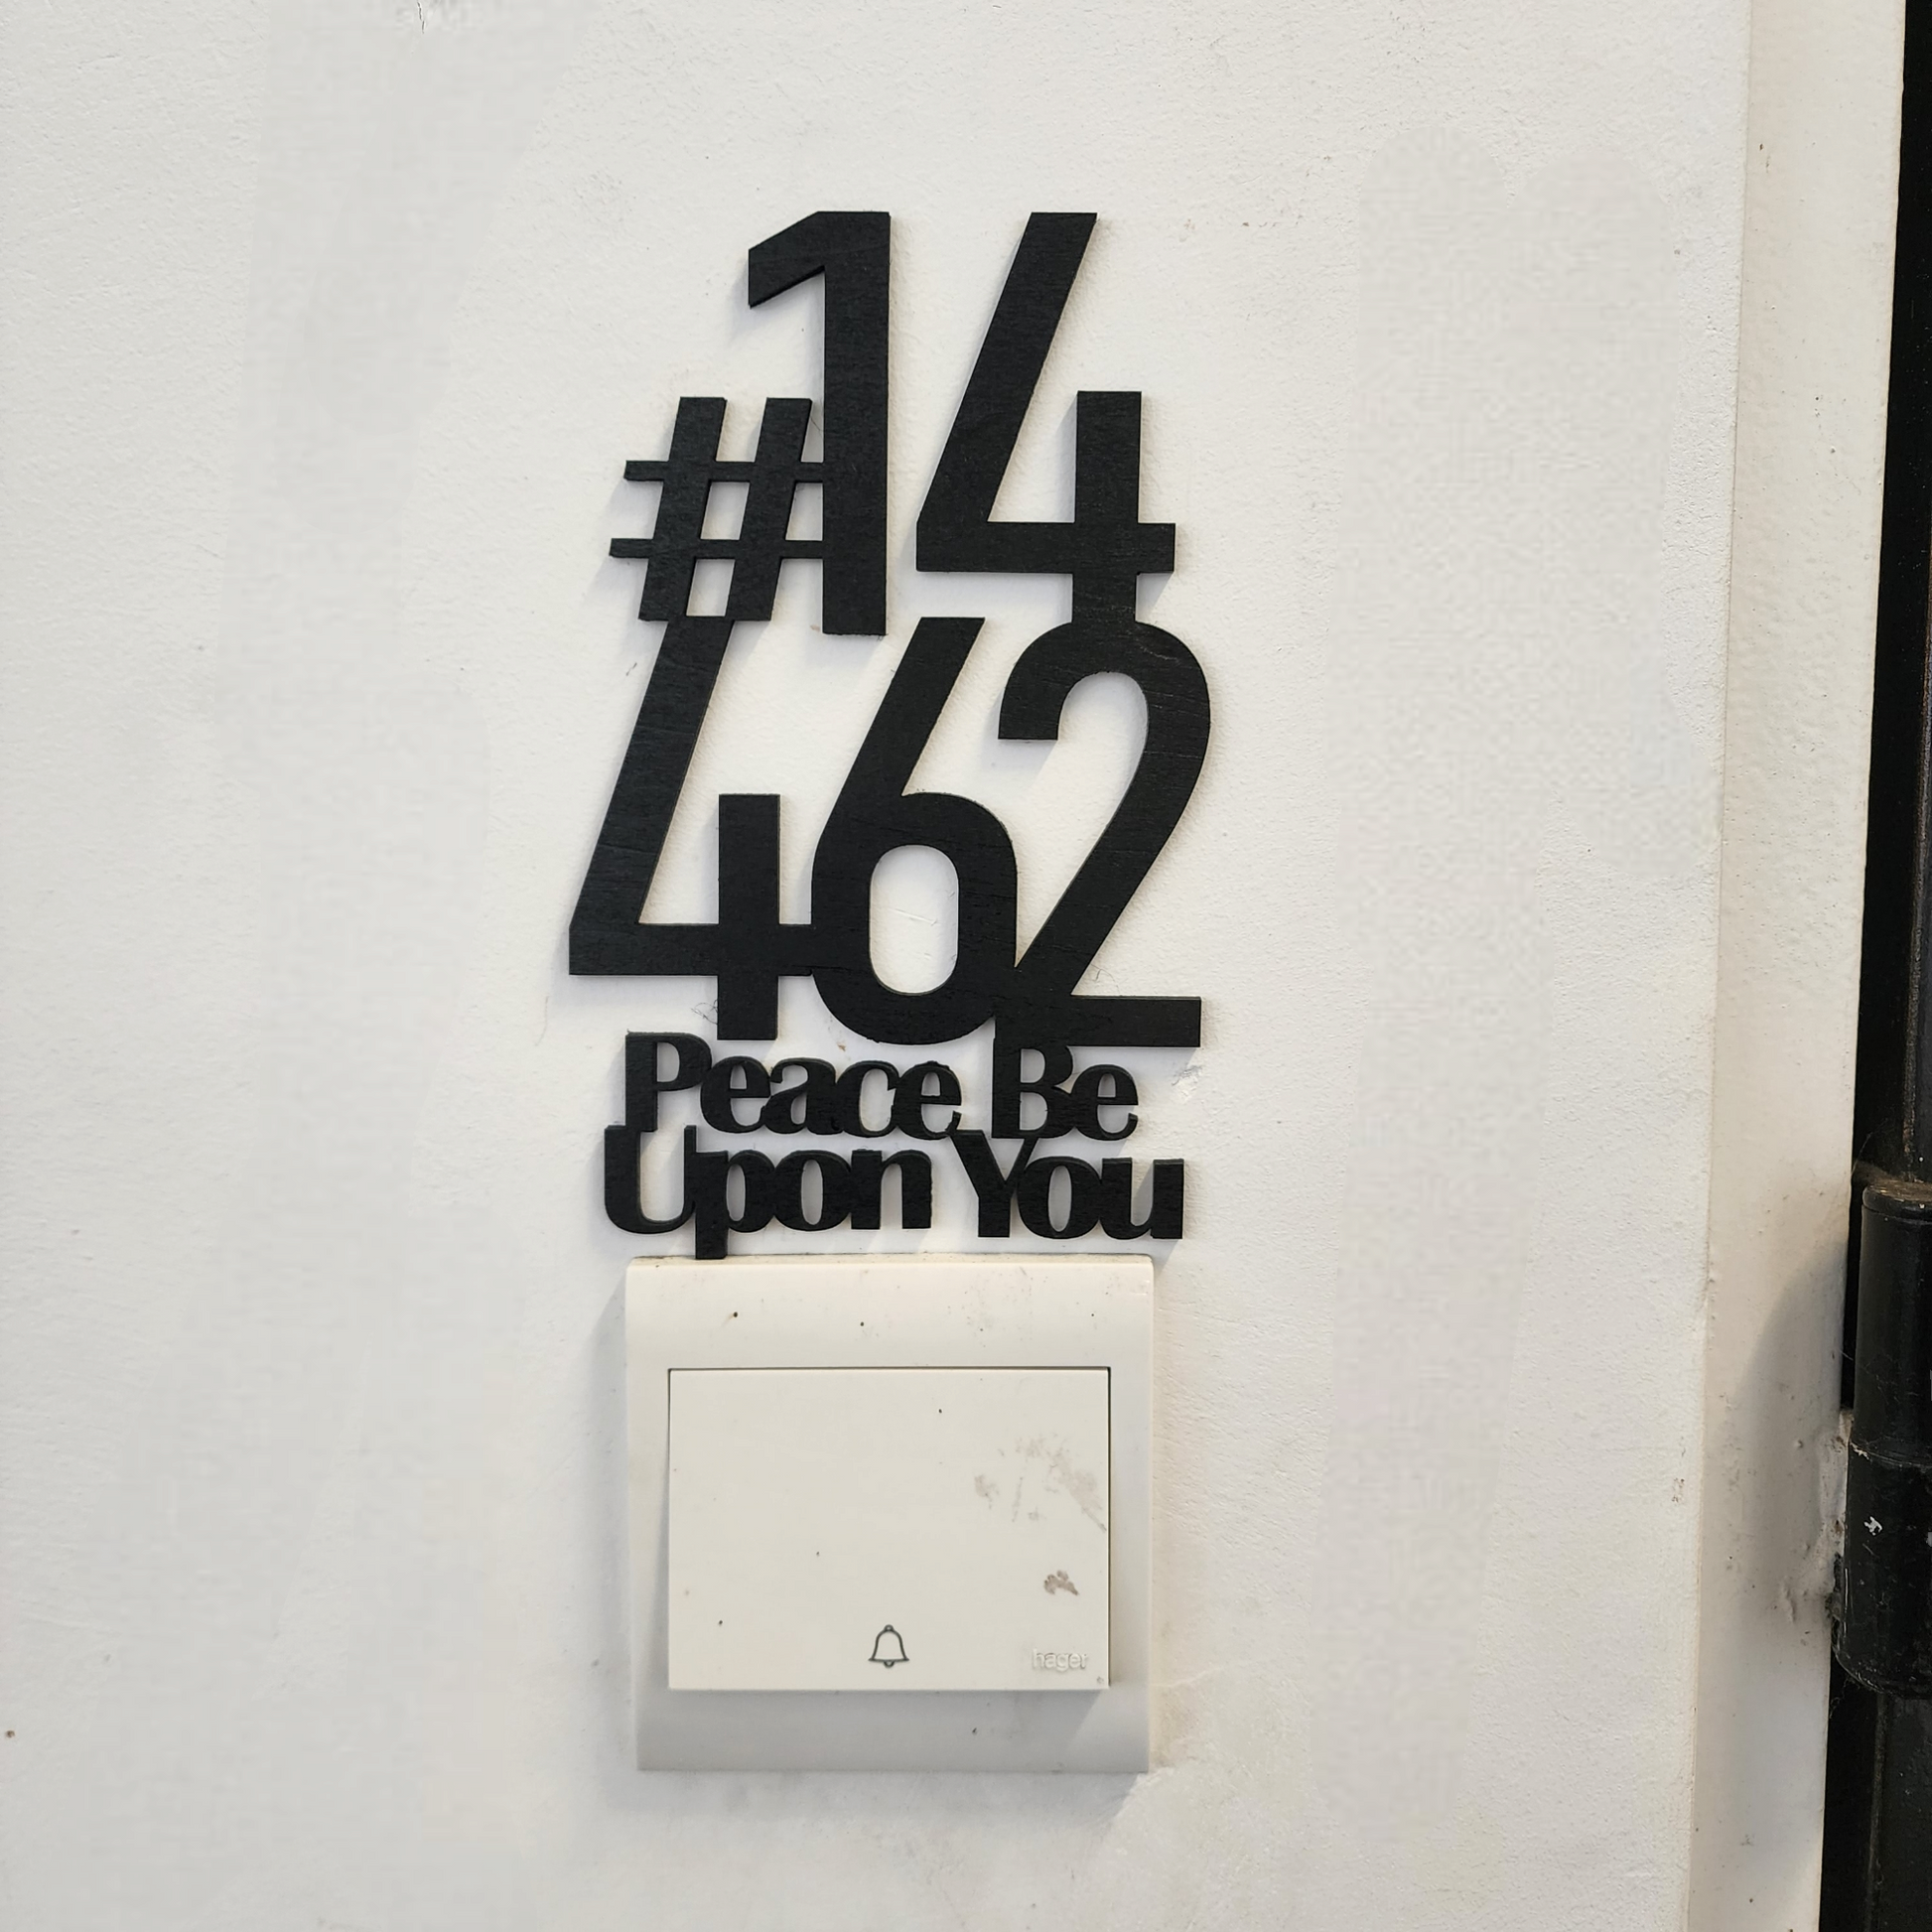 #14
462
Peace Be
Upon You
hager